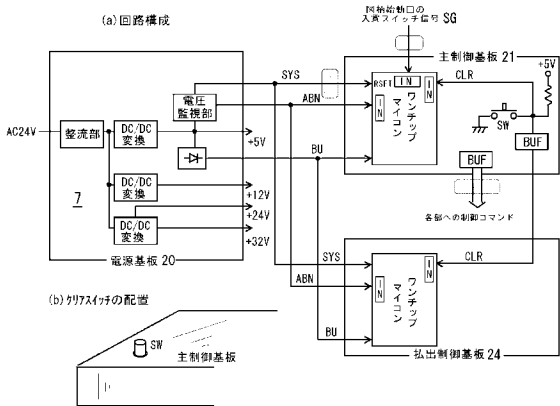 (a)回路構成
図柄始動口の
入賞スイッチ信号 SG
主制御基板 21
SYS
RSET
IN
CLR
+5V
電圧
監視部
ABN
IN
ワンチップ
マイコン
IN
SW
AC24V
整流部
DC/DC
変換
+5V
BU
BUF
BUF
7
DC/DC
変換
+12V
+24V
各部への制御コマンド
DC/DC
変換
+32V
電源基板 20
SYS
IN
CLR
ABN
IN
ワンチップ
マイコン
BU
(b)クリアスイッチの配置
SW
主制御基板
払出制御基板 24